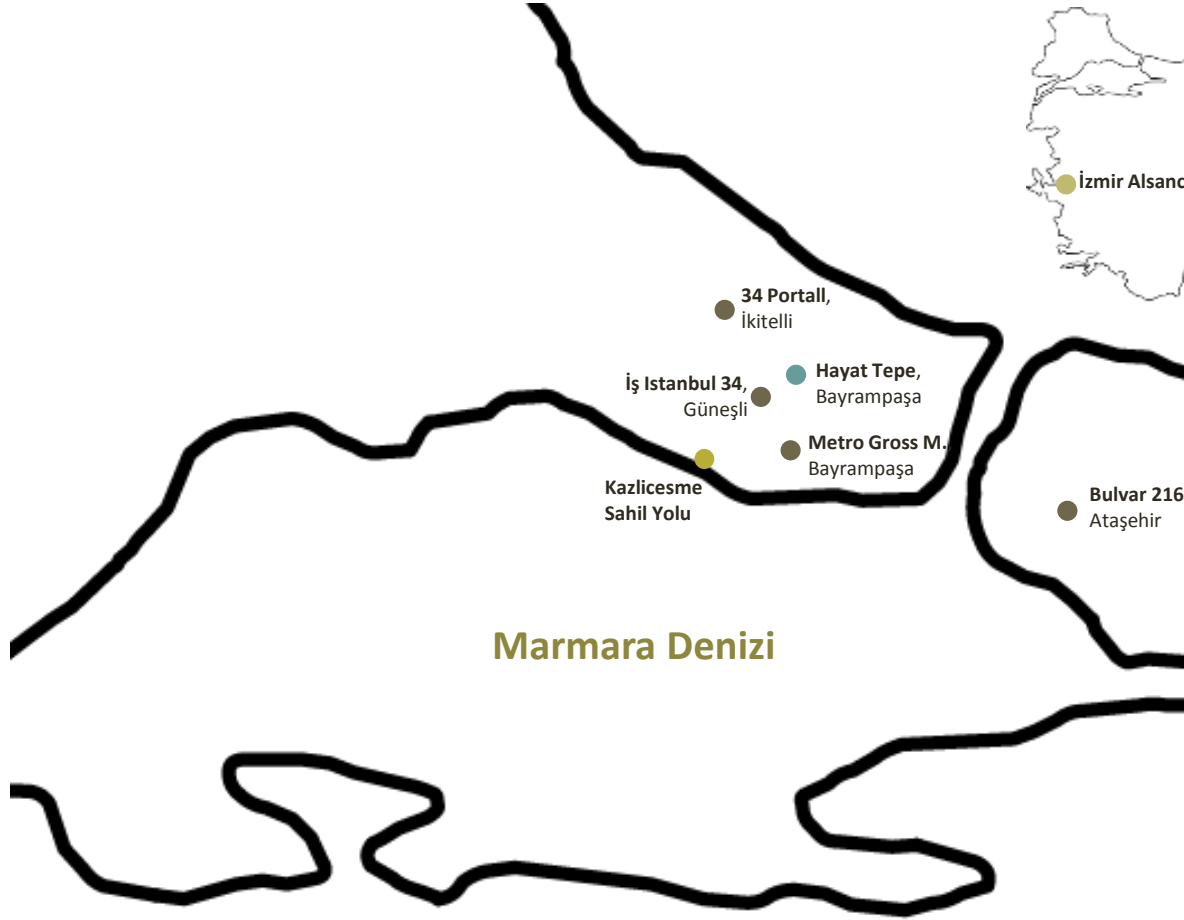 İzmir Alsanc
34 Portall,
İkitelli
Hayat Tepe,
Bayrampaşa
İş Istanbul 34,
Güneşli
Metro Gross M.
Bayrampaşa
Kazlicesme
Sahil Yolu
Bulvar 216
Ataşehir
Marmara Denizi